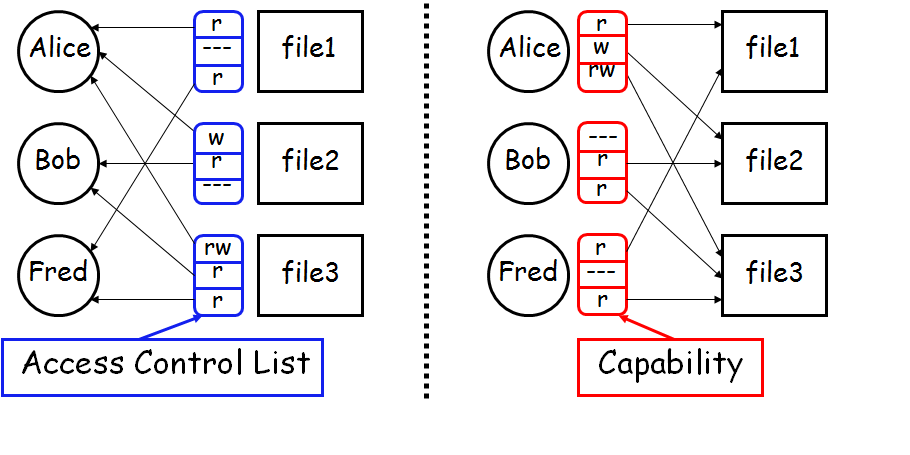 Alice
r
---
r
file1
Bob
w
r
---
file2
Fred
rw
r
r
file3
Access Control List
Alice
r
w
rw
file1
Bob
---
r
r
file2
Fred
r
---
r
file3
Capability